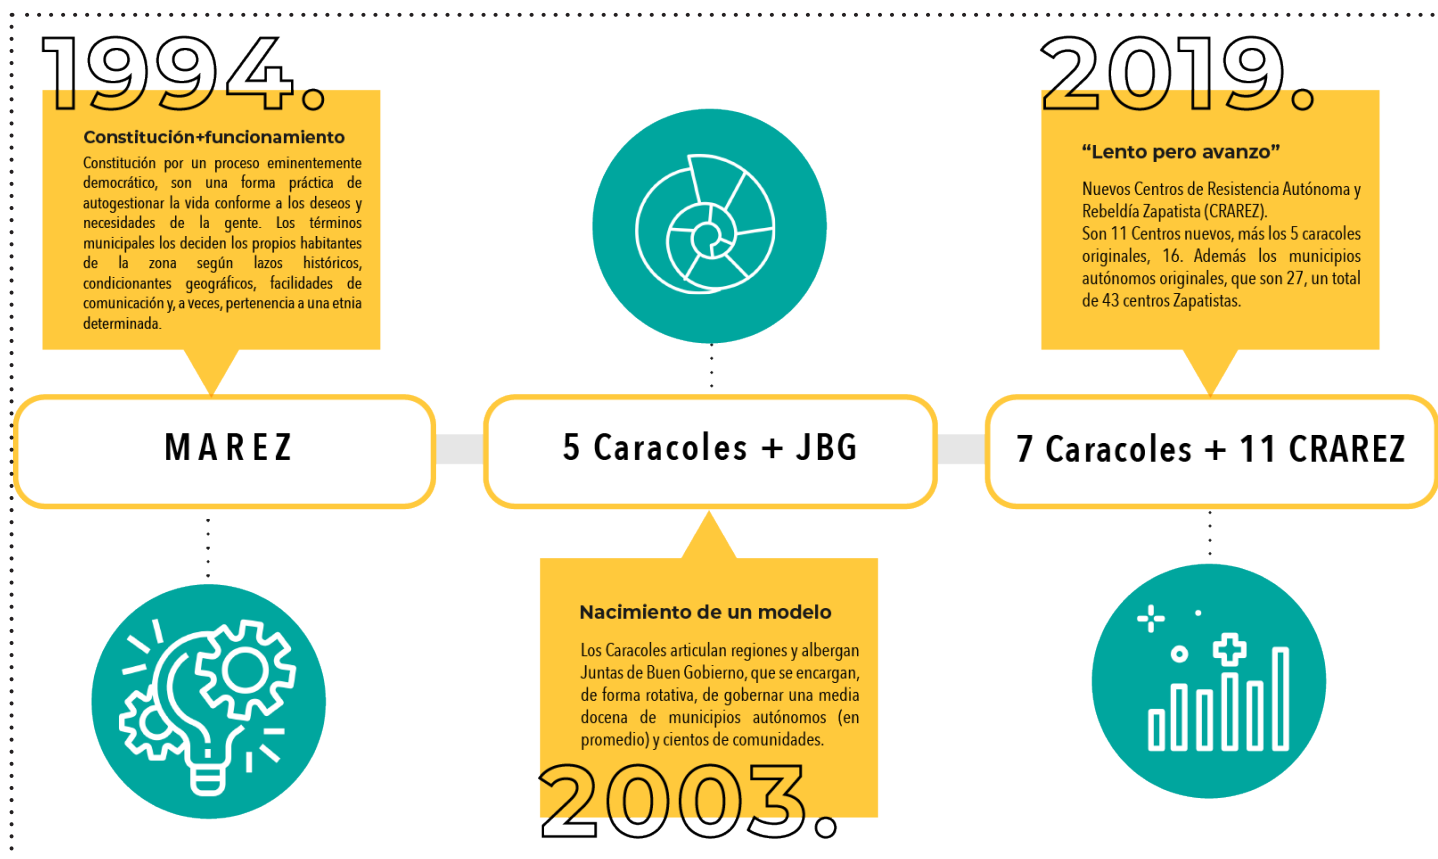 1994.
Constitución+funcionamiento
Constitución por un proceso eminentemente
democrático, son una forma práctica de
autogestionar la vida conforme a los deseos y
necesidades de la gente. Los términos
municipales los deciden los propios habitantes
de la zona según lazos históricos,
condicionantes geográficos, facilidades de
comunicación y, a veces, pertenencia a una etnia
determinada.
MAREZ
5 Caracoles + JBG
Nacimiento de un modelo
Los Caracoles articulan regiones y albergan
Juntas de Buen Gobierno, que se encargan,
de forma rotativa, de gobernar una media
docena de municipios autónomos (en
promedio) y cientos de comunidades.
2003.
2019.
“Lento pero avanzo”
Nuevos Centros de Resistencia Autónoma y
Rebeldía Zapatista (CRAREZ).
Son 11 Centros nuevos, más los 5 caracoles
originales, 16. Además los municipios
autónomos originales, que son 27, un total
de 43 centros Zapatistas.
7 Caracoles + 11 CRAREZ